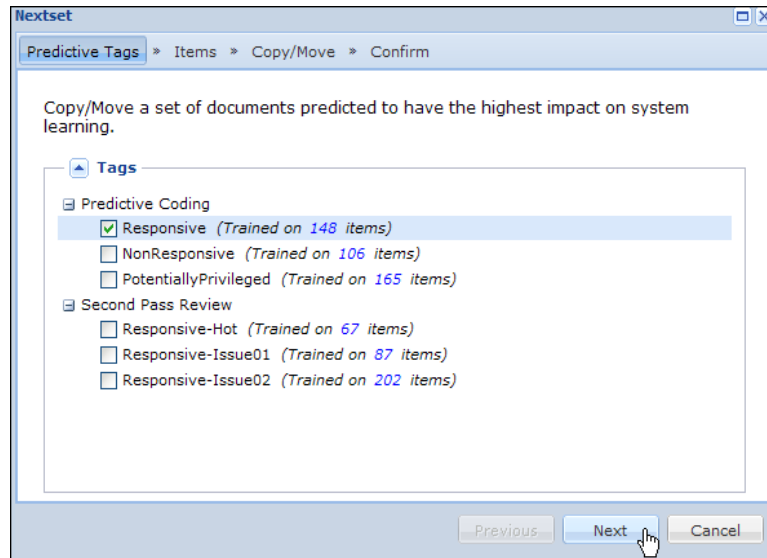 Nextset
Predictive Tags » Items » Copy/Move » Confirm
Copy/Move a set of documents predicted to have the highest impact on system
learning.
Tags
Predictive Coding
Responsive (Trained on 148 items)
NonResponsive (Trained on 106 items)
PotentiallyPrivileged (Trained on 165 items)
Second Pass Review
Responsive-Hot (Trained on 67 items)
Responsive-Issue01 (Trained on 87 items)
Responsive-Issue02 (Trained on 202 items)
Previous Next Cancel